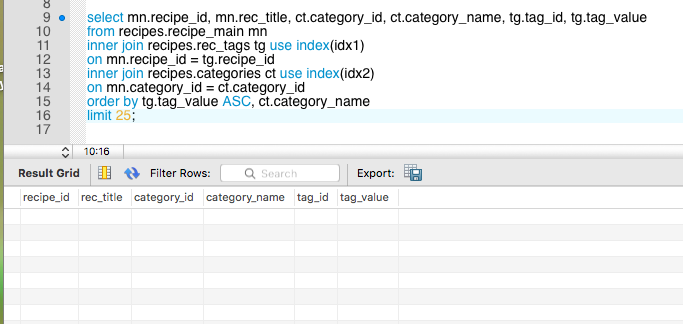 8
9 select mn.recipe_id, mn.rec_title, ct.category_id, ct.category_name, tg.tag_id, tg.tag_value
10 from recipes.recipe_main mn
11 inner join recipes.rec_tags tg use index(idx1)
12 on mn.recipe_id = tg.recipe_id
13 inner join recipes.categories ct use index(idx2)
14 on mn.category_id = ct.category_id
15 order by tg.tag_value ASC, ct.category_name
16 limit 25;
17
10:16
Result Grid Filter Rows: Search Export:
recipe_id rec_title category_id category_name tag_id tag_value